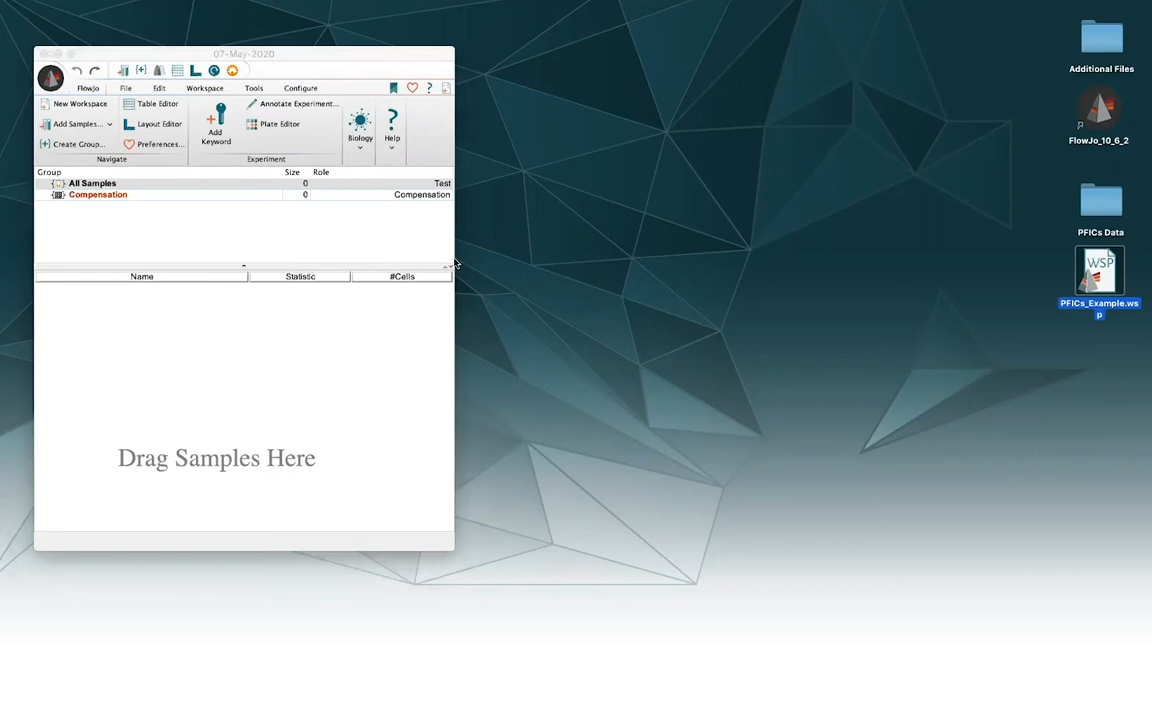 07-May-2020
FlowJo File Edit Workspace Tools Configure
New Workspace Table Editor Annotate Experiment...
Add Samples... Layout Editor Add Keyword Plate Editor Biology Help
Create Group... Preferences...
Navigate Experiment
Group Size Role
All Samples 0 Test
Compensation 0 Compensation
Name Statistic #Cells
Drag Samples Here
Additional Files
FlowJo_10_6_2
PFICs Data
WSP
PFICs_Example.ws
p